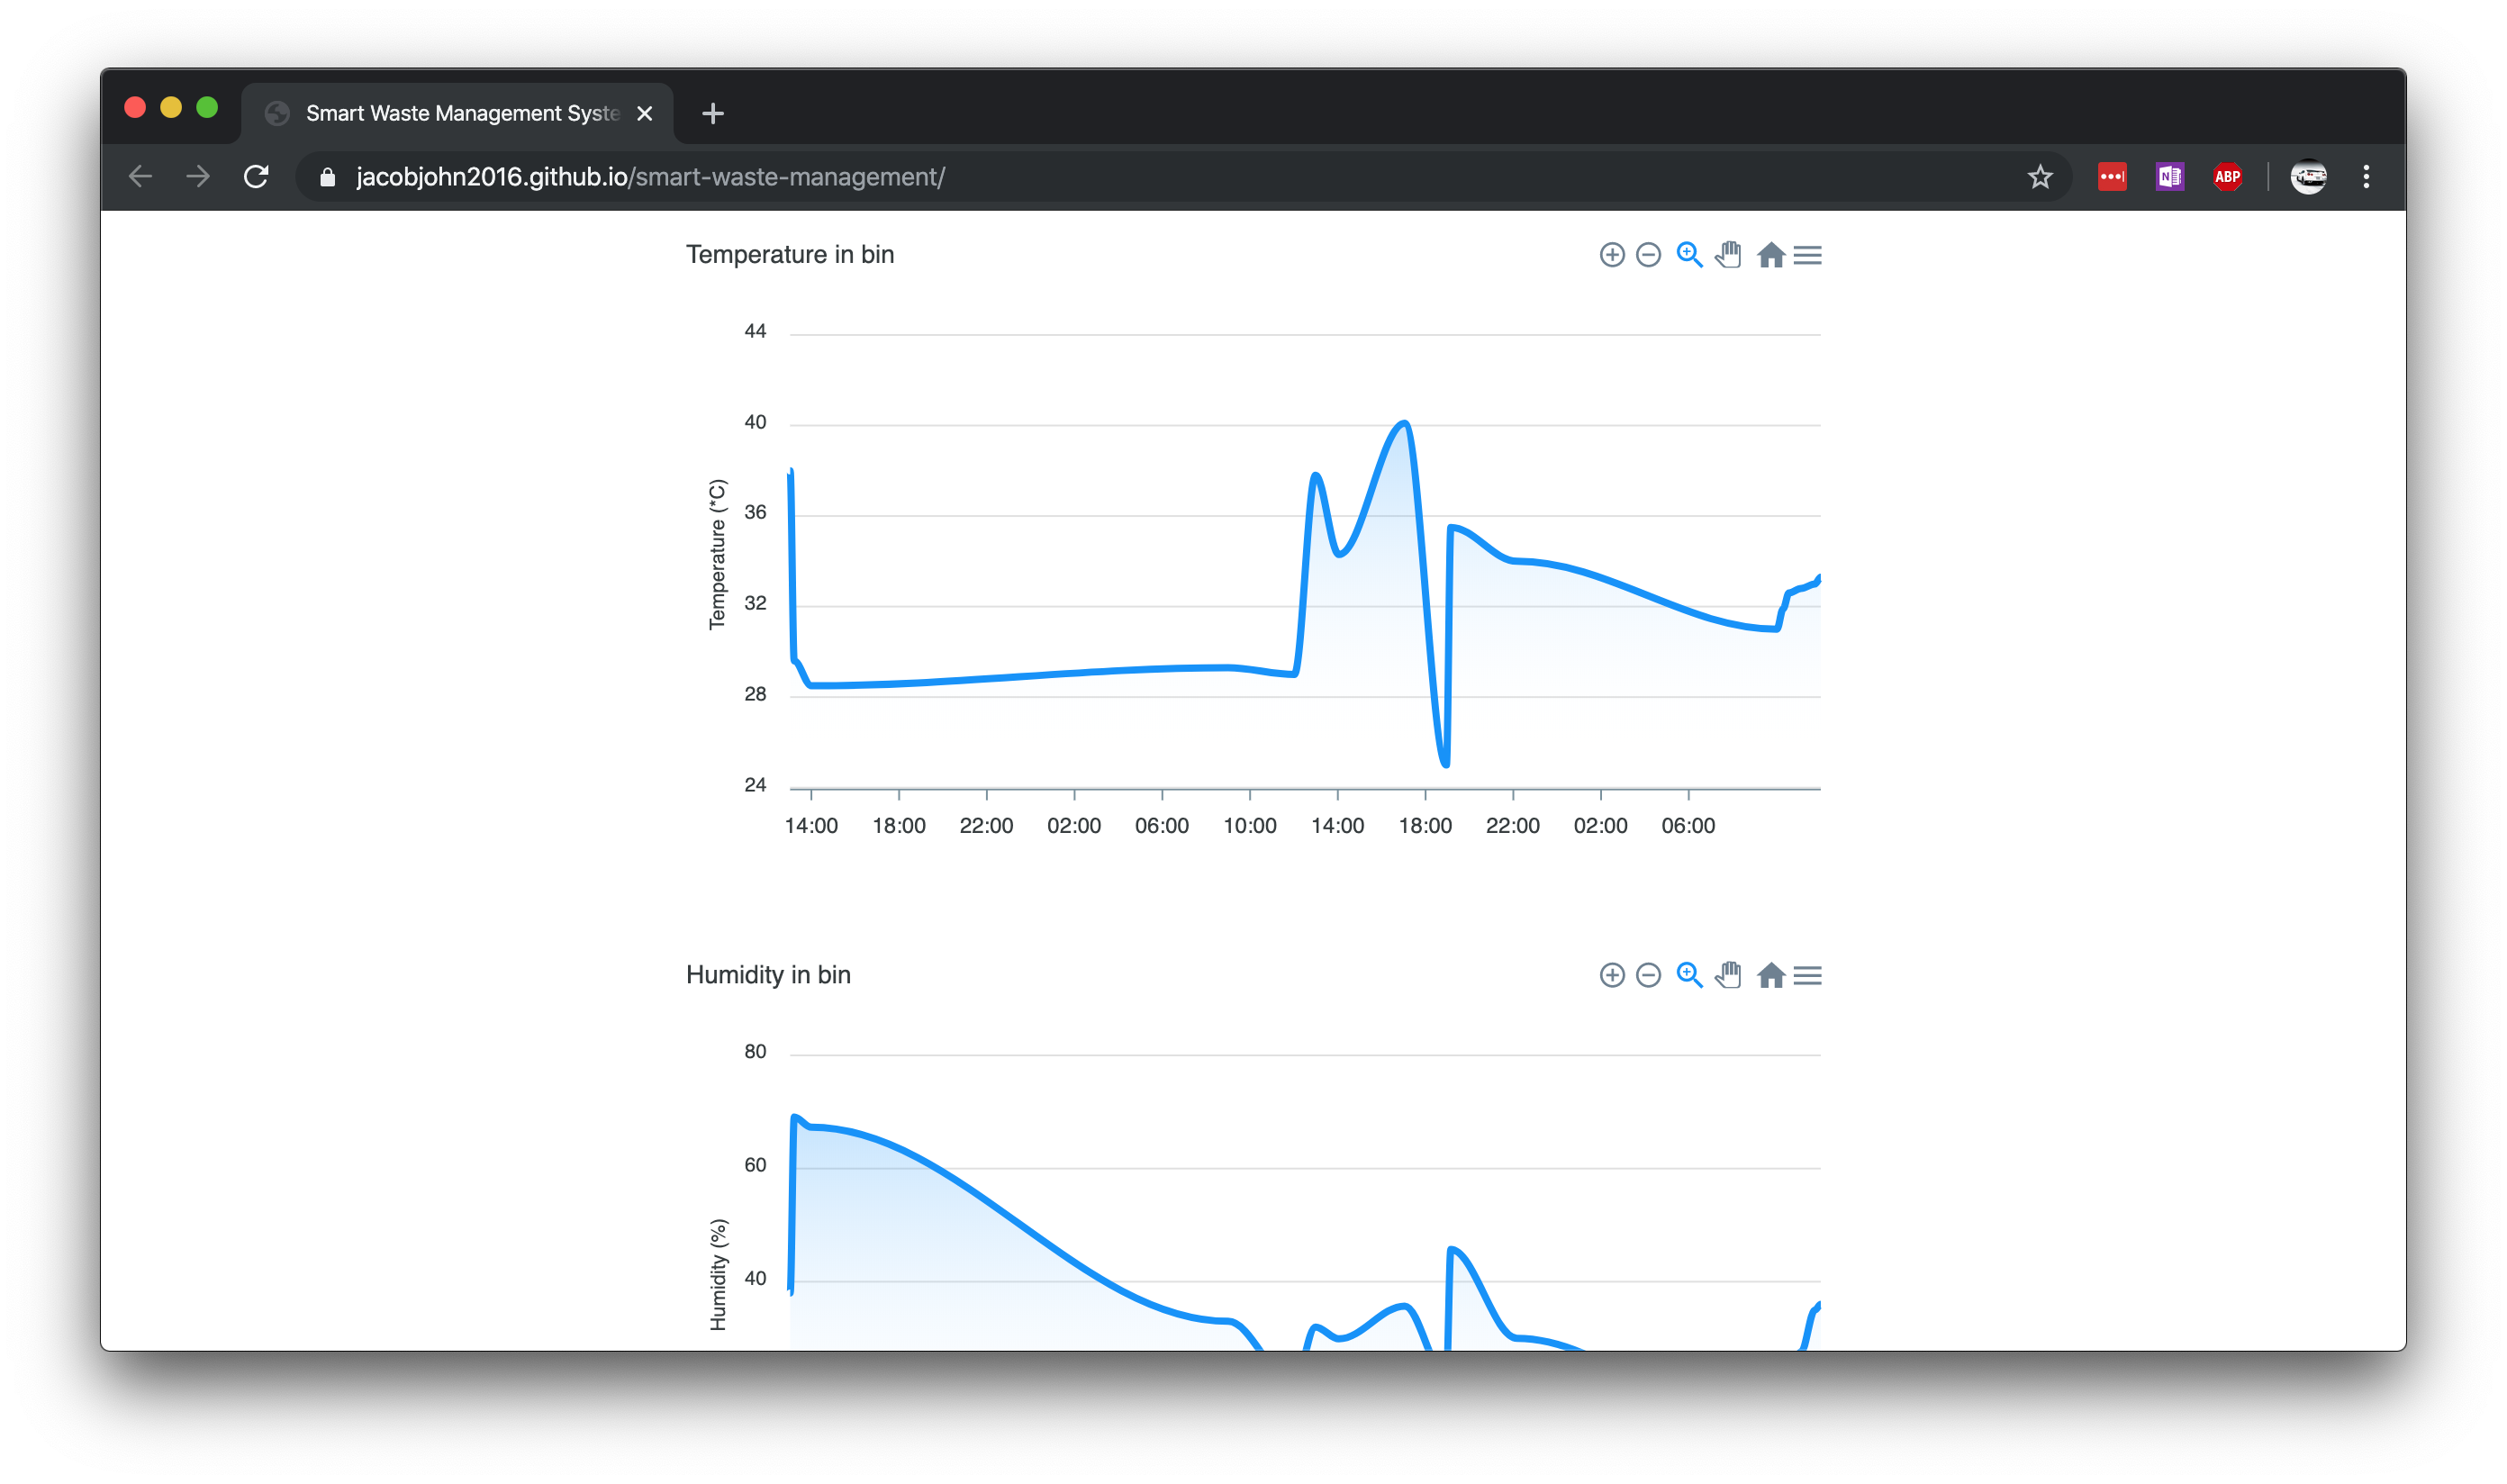 Smart Waste Management Syste
jacobjohn2016.github.io/smart-waste-management/
N
ABP
Temperature in bin
44
40
36
32
28
24
Temperature (*C)
14:00 18:00 22:00 02:00 06:00 10:00 14:00 18:00 22:00 02:00 06:00
Humidity in bin
80
60
40
Humidity (%)